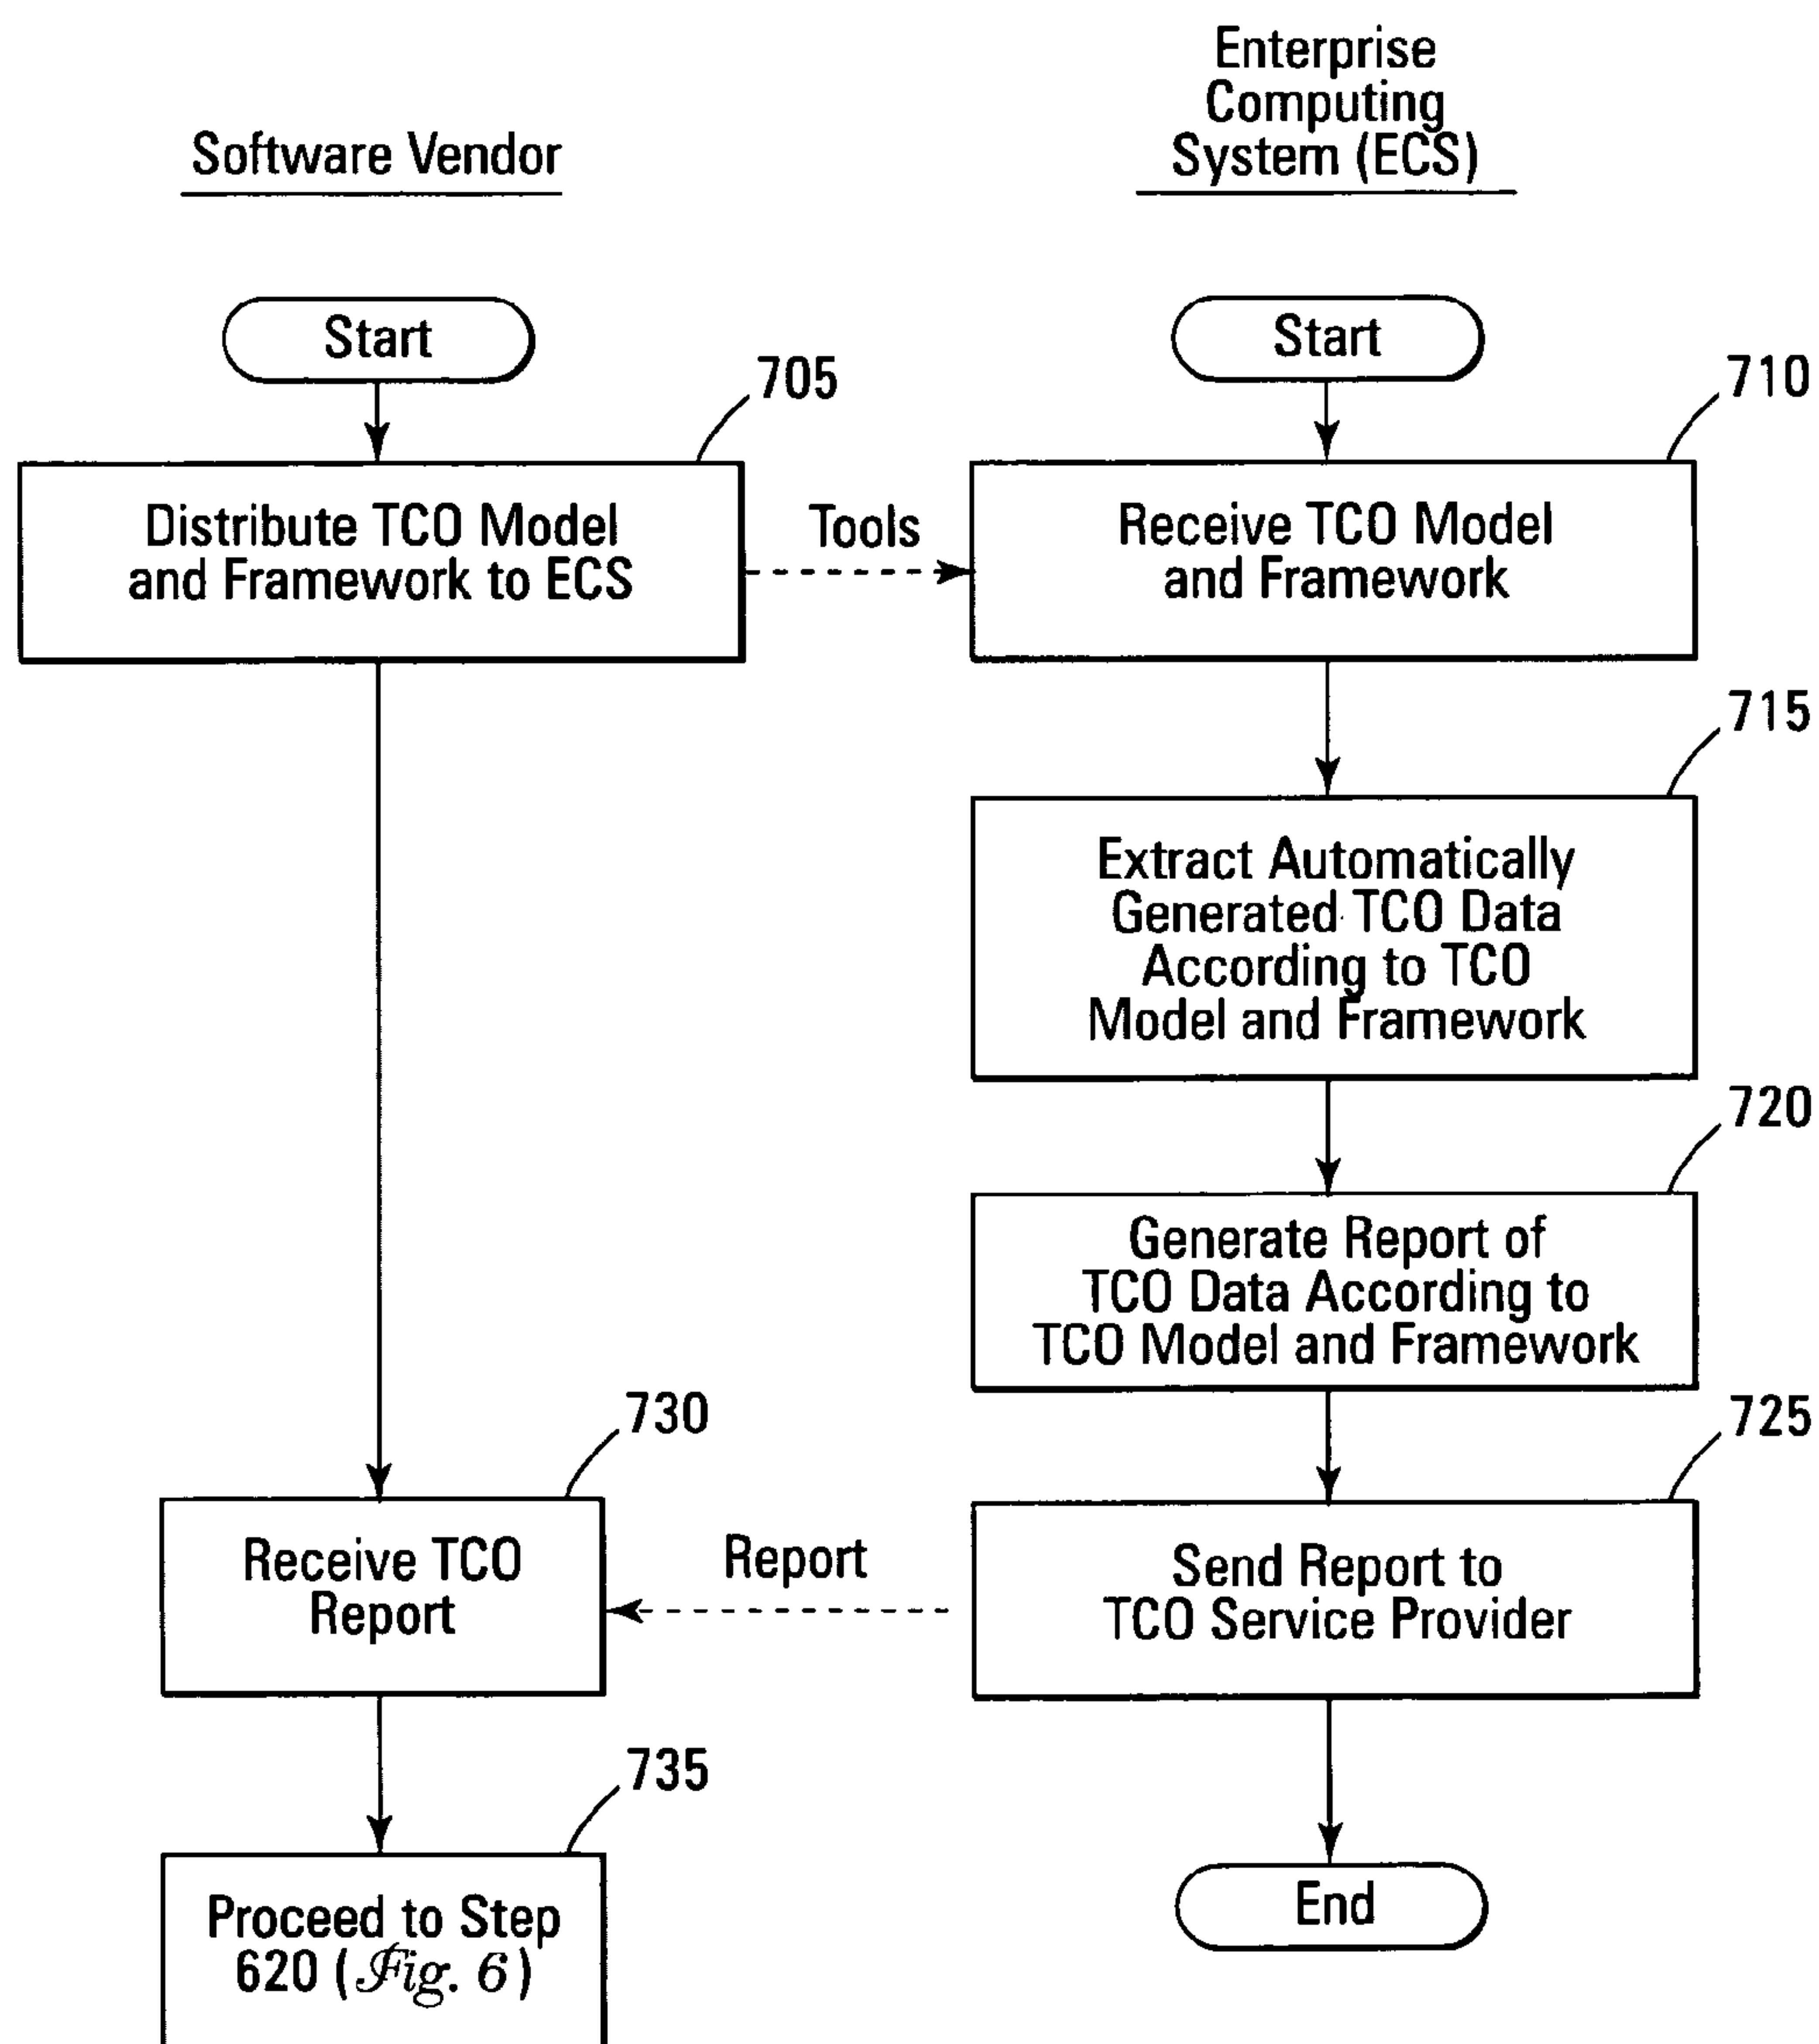 Software Vendor
Enterprise
Computing
System (ECS)
Start
Start
705
710
Distribute TCO Model
and Framework to ECS
Tools
Receive TCO Model
and Framework
715
Extract Automatically
Generated TCO Data
According to TCO
Model and Framework
720
Generate Report of
TCO Data According to
TCO Model and Framework
730
725
Receive TCO
Report
Report
Send Report to
TCO Service Provider
735
Proceed to Step
620 (Fig. 6)
End